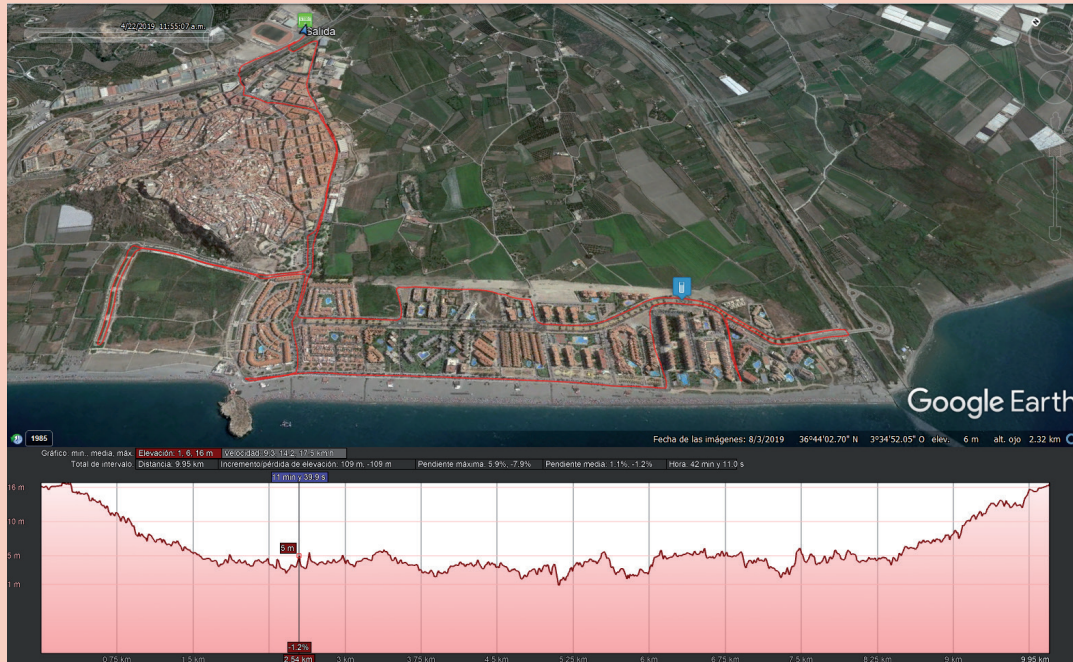 4/22/2019 11:55:07 a.m.
Salida
Google Earth
1985
Fecha de las imágenes: 8/3/2019 36°44'02.70" N 3°34'52.05" O elev. 6 m alt. ojo 2.32 km
Gráfico: mín., media, máx. Elevación: 1, 6, 16 m Velocidad: 9.3, 14.2, 17.5 km/h
Total de intervalo: Distancia: 9.95 km Incremento/pérdida de elevación: 109 m, -109 m Pendiente máxima: 5.9%, -7.9% Pendiente media: 1.1%, -1.2% Hora: 42 min y 11.0 s
11 min y 39.9 s
16 m
10 m
5 m
5 m
1 m
-1.2%
0.75 km 1.5 km 2.54 km 3 km 3.75 km 4.5 km 5.25 km 6 km 6.75 km 7.5 km 8.25 km 9 km 9.95 km